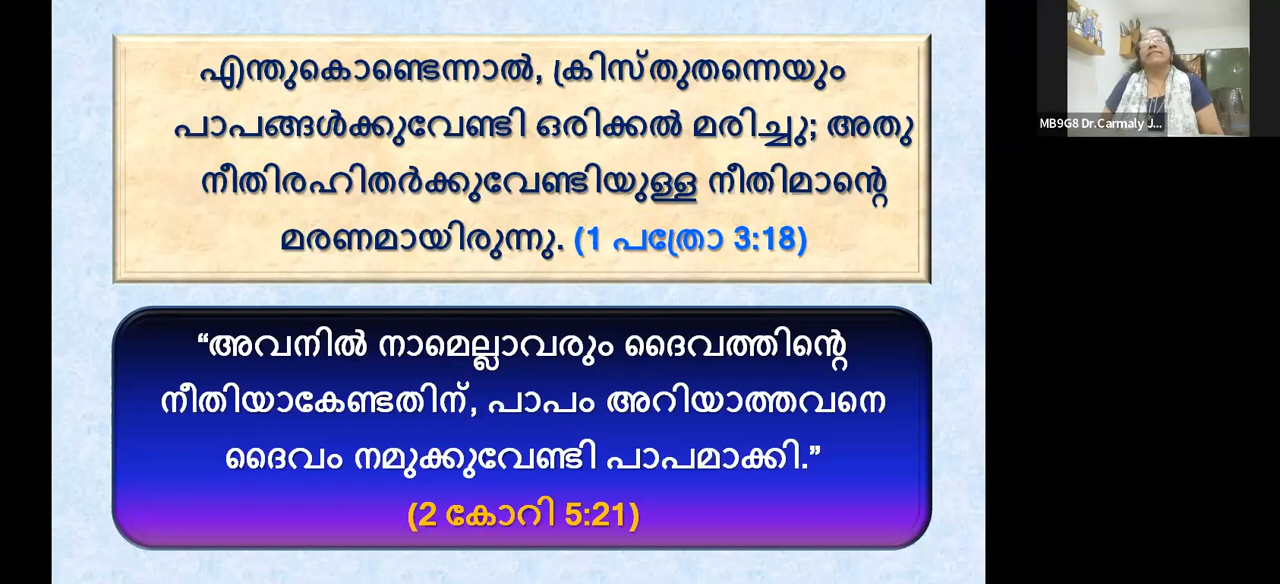 എന്തുകൊണ്ടെന്നാൽ, ക്രിസ്തുതന്നെയും
പാപങ്ങൾക്കുവേണ്ടി ഒരിക്കൽ മരിച്ചു; അതു
നീതിരഹിതർക്കുവേണ്ടിയുള്ള നീതിമാന്റെ
മരണമായിരുന്നു. (1 പത്രോ 3:18)
“അവനിൽ നാമെല്ലാവരും ദൈവത്തിന്റെ
നീതിയാകേണ്ടതിന്, പാപം അറിയാത്തവനെ
ദൈവം നമുക്കുവേണ്ടി പാപമാക്കി.”
(2 കോറി 5:21)
MB9G8 Dr.Carmaly J...